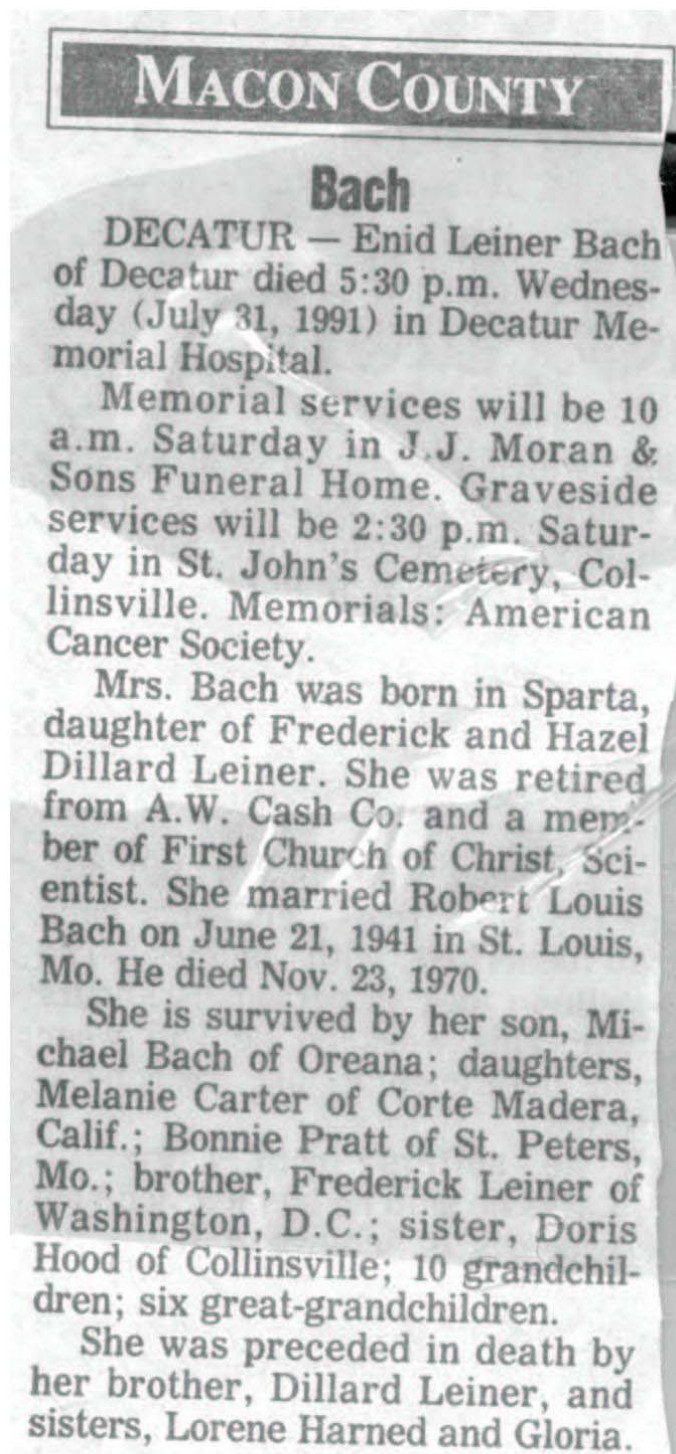 MACON COUNTY
Bach
DECATUR — Enid Leiner Bach
of Decatur died 5:30 p.m. Wednes-
day (July 31, 1991) in Decatur Me-
morial Hospital.
Memorial services will be 10
a.m. Saturday in J.J. Moran &
Sons Funeral Home. Graveside
services will be 2:30 p.m. Satur-
day in St. John's Cemetery, Col-
linsville. Memorials: American
Cancer Society.
Mrs. Bach was born in Sparta,
daughter of Frederick and Hazel
Dillard Leiner. She was retired
from A.W. Cash Co. and a mem-
ber of First Church of Christ, Sci-
entist. She married Robert Louis
Bach on June 21, 1941 in St. Louis,
Mo. He died Nov. 23, 1970.
She is survived by her son, Mi-
chael Bach of Oreana; daughters,
Melanie Carter of Corte Madera,
Calif.; Bonnie Pratt of St. Peters,
Mo.; brother, Frederick Leiner of
Washington, D.C.; sister, Doris
Hood of Collinsville; 10 grandchil-
dren; six great-grandchildren.
She was preceded in death by
her brother, Dillard Leiner, and
sisters, Lorene Harned and Gloria.